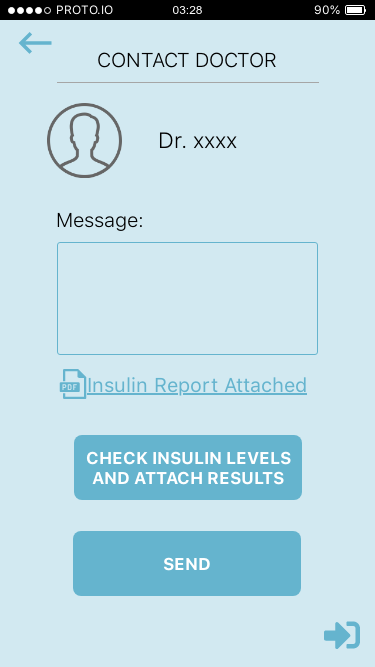 PROTO.IO 03:28 90%
CONTACT DOCTOR
Dr. xxxx
Message:
PDF Insulin Report Attached
CHECK INSULIN LEVELS
AND ATTACH RESULTS
SEND